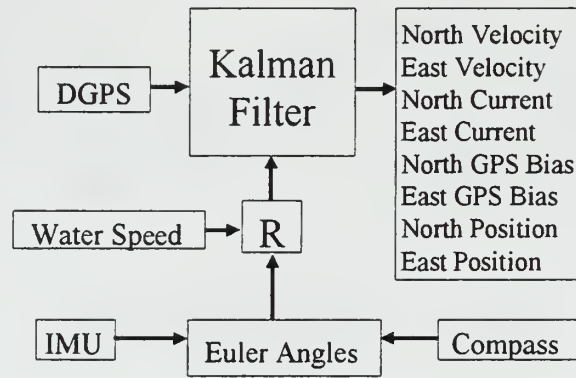 DGPS
Kalman
Filter
North Velocity
East Velocity
North Current
East Current
North GPS Bias
East GPS Bias
North Position
East Position
Water Speed
R
IMU
Euler Angles
Compass